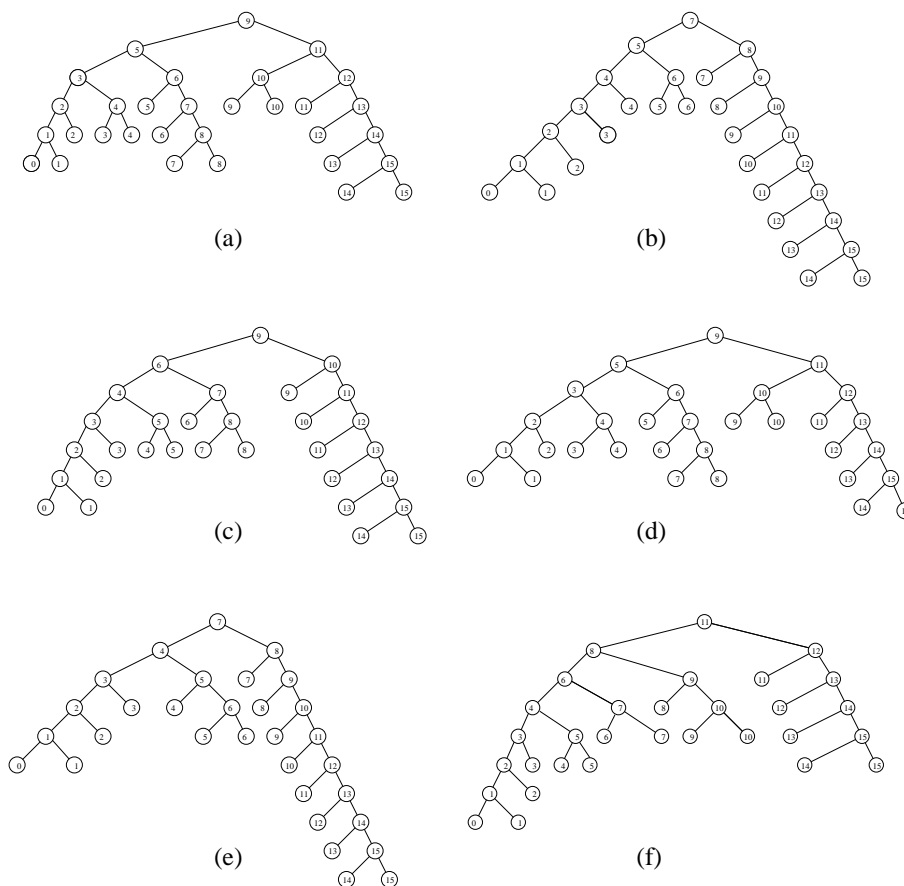 9
5 11
3 6 10 12
2 4 5 7 9 10 11 13
1 2 3 4 6 8 12 14
0 1 7 8 13 15
14 15
(a)
7
5 8
4 6 7 9
3 4 5 6 8 10
2 3 9 11
1 2 10 12
0 1 11 13
12 14
13 15
14 15
(b)
9
6 10
4 7 9 11
3 5 6 8 10 12
2 3 4 5 7 8 11 13
1 2 12 14
0 1 13 15
14 15
(c)
9
5 11
3 6 10 12
2 4 5 7 9 10 11 13
1 2 3 4 6 8 12 14
0 1 7 8 13 15
14
(d)
7
4 8
3 5 7 9
2 3 4 6 8 10
1 2 5 6 9 11
0 1 10 12
11 13
12 14
13 15
14 15
(e)
11
8 12
6 9 11 13
4 7 8 10 12 14
3 5 6 7 9 10 13 15
2 3 4 5 14 15
1 2
0 1
(f)